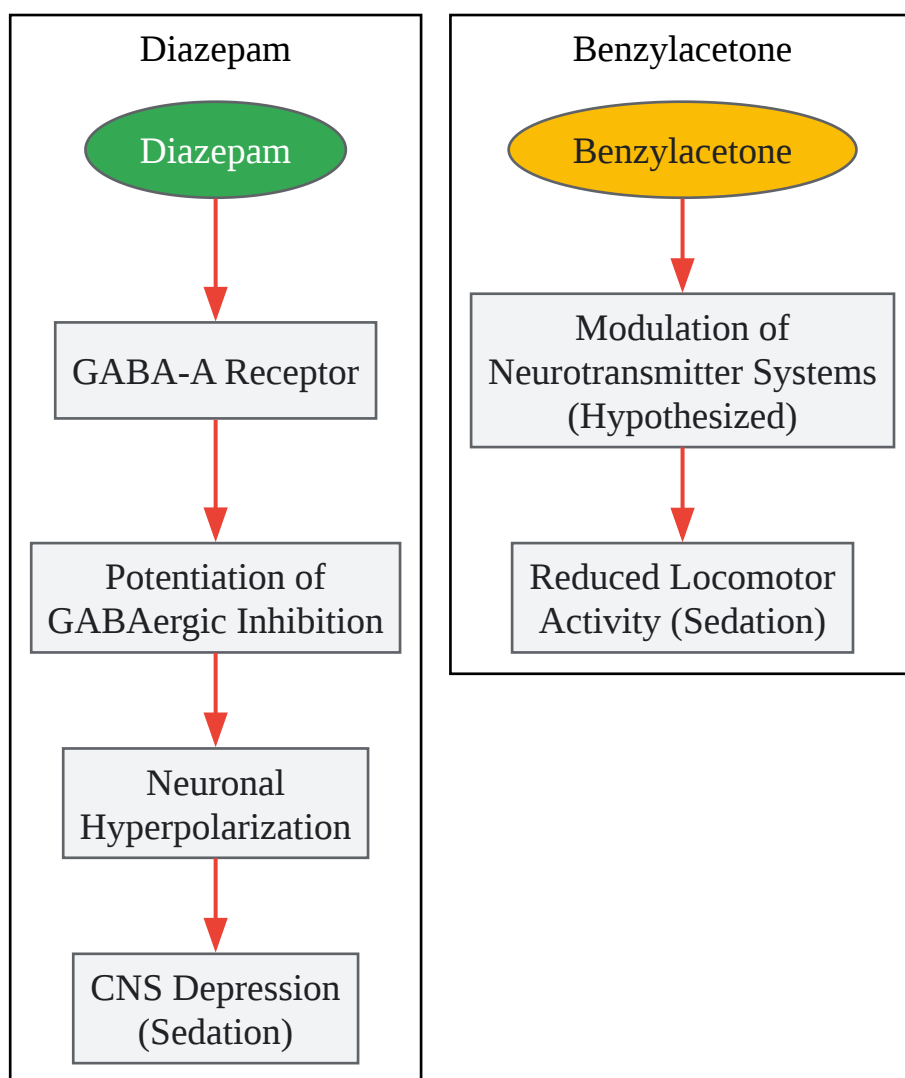 Diazepam
Diazepam
GABA-A Receptor
Potentiation of
GABAergic Inhibition
Neuronal
Hyperpolarization
CNS Depression
(Sedation)
Benzylacetone
Benzylacetone
Modulation of
Neurotransmitter Systems
(Hypothesized)
Reduced Locomotor
Activity (Sedation)